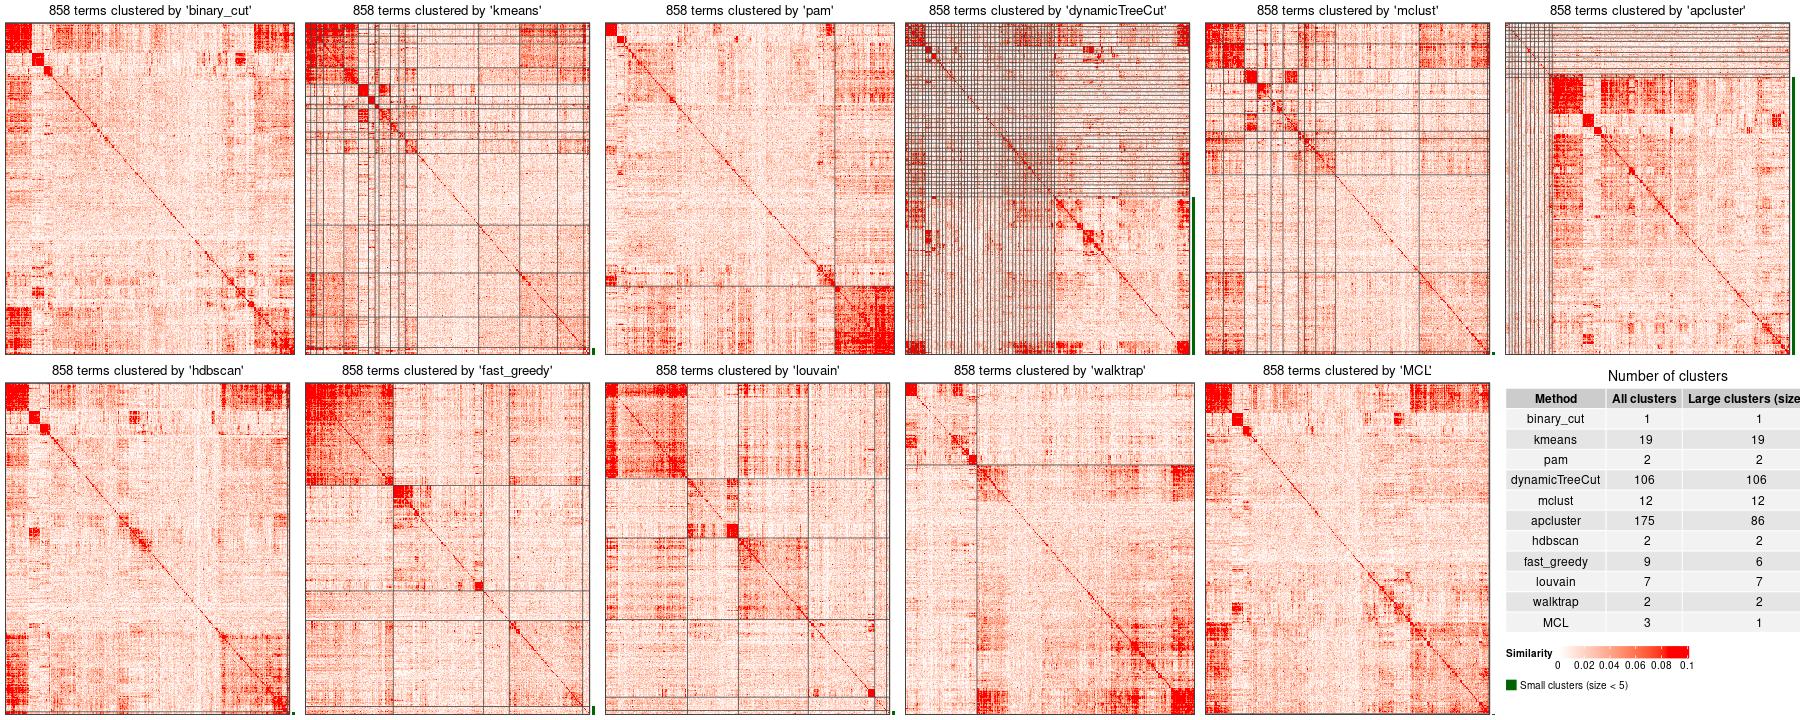 858 terms clustered by 'binary_cut'
858 terms clustered by 'kmeans'
858 terms clustered by 'pam'
858 terms clustered by 'dynamicTreeCut'
858 terms clustered by 'mclust'
858 terms clustered by 'apcluster'
858 terms clustered by 'hdbscan'
858 terms clustered by 'fast_greedy'
858 terms clustered by 'louvain'
858 terms clustered by 'walktrap'
858 terms clustered by 'MCL'
Number of clusters
Method All clusters Large clusters (size
binary_cut 1 1
kmeans 19 19
pam 2 2
dynamicTreeCut 106 106
mclust 12 12
apcluster 175 86
hdbscan 2 2
fast_greedy 9 6
louvain 7 7
walktrap 2 2
MCL 3 1
Similarity
0 0.02 0.04 0.06 0.08 0.1
Small clusters (size < 5)